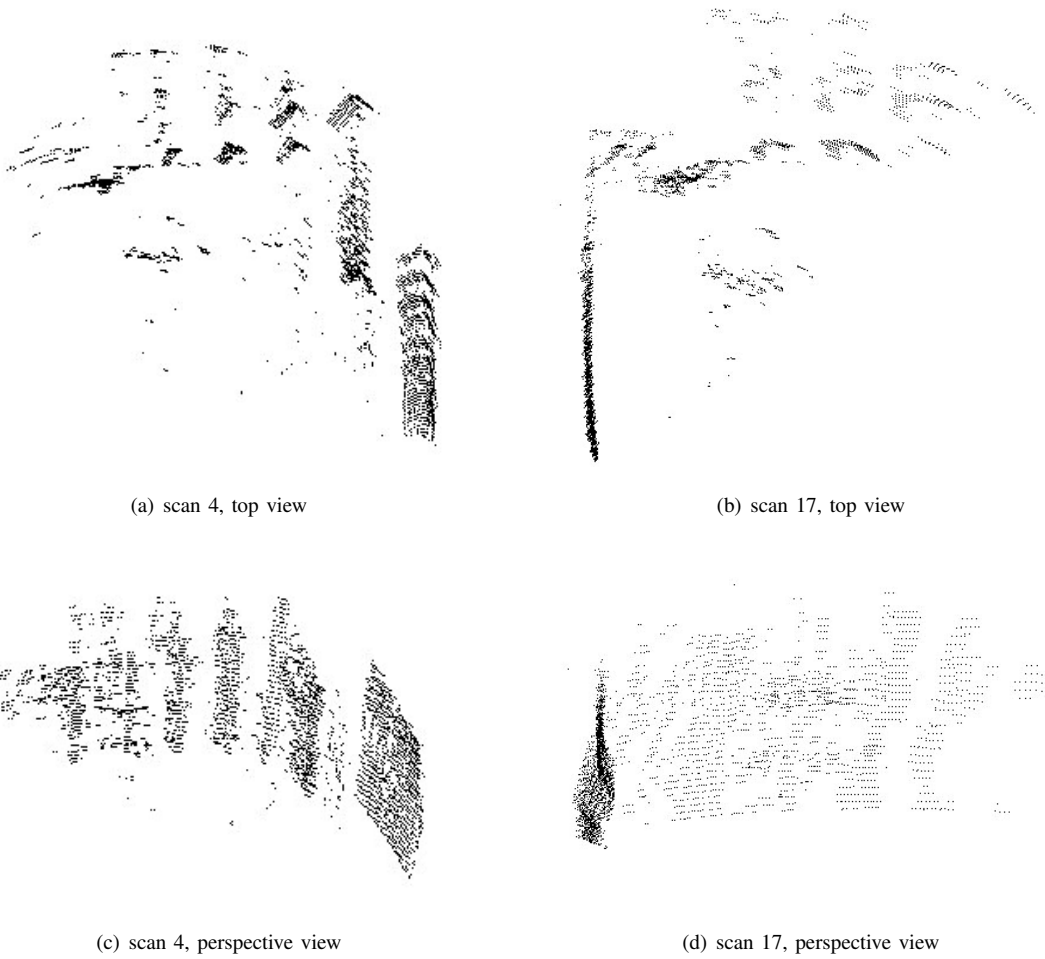 (a) scan 4, top view
(b) scan 17, top view
(c) scan 4, perspective view
(d) scan 17, perspective view